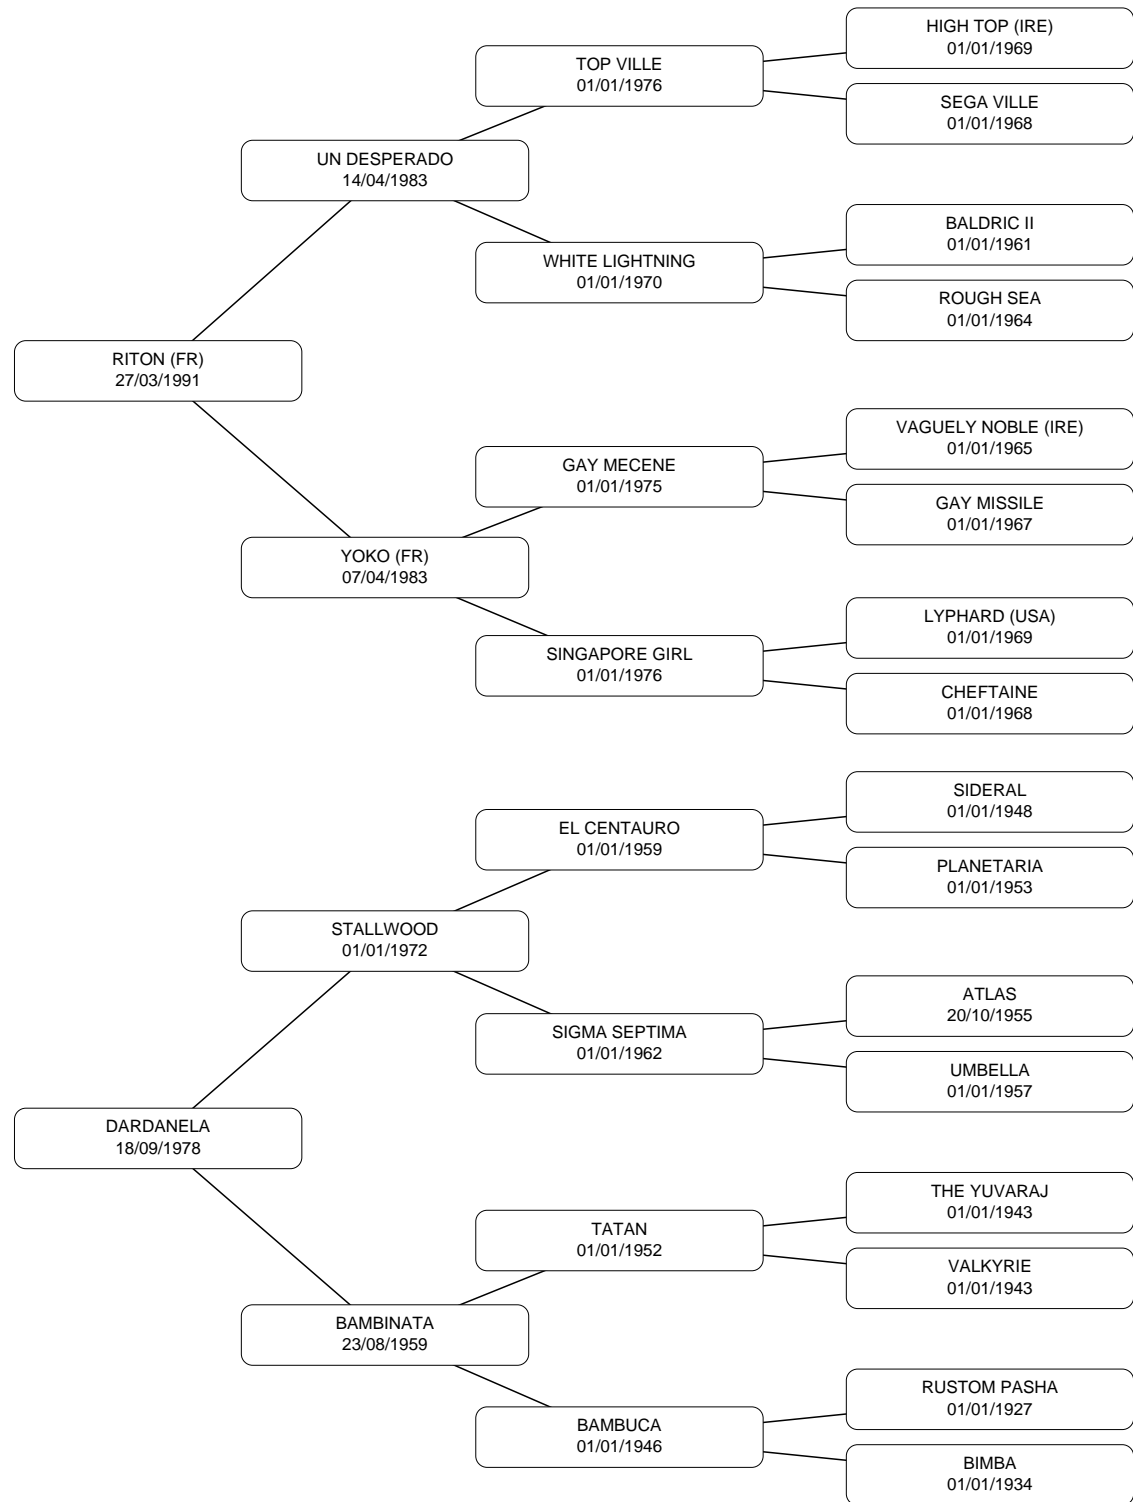 HIGH TOP (IRE)
01/01/1969
TOP VILLE
01/01/1976
SEGA VILLE
01/01/1968
UN DESPERADO
14/04/1983
BALDRIC II
01/01/1961
WHITE LIGHTNING
01/01/1970
ROUGH SEA
01/01/1964
RITON (FR)
27/03/1991
VAGUELY NOBLE (IRE)
01/01/1965
GAY MECENE
01/01/1975
GAY MISSILE
01/01/1967
YOKO (FR)
07/04/1983
LYPHARD (USA)
01/01/1969
SINGAPORE GIRL
01/01/1976
CHEFTAINE
01/01/1968
SIDERAL
01/01/1948
EL CENTAURO
01/01/1959
PLANETARIA
01/01/1953
STALLWOOD
01/01/1972
ATLAS
20/10/1955
SIGMA SEPTIMA
01/01/1962
UMBELLA
01/01/1957
DARDANELA
18/09/1978
THE YUVARAJ
01/01/1943
TATAN
01/01/1952
VALKYRIE
01/01/1943
BAMBINATA
23/08/1959
RUSTOM PASHA
01/01/1927
BAMBUCA
01/01/1946
BIMBA
01/01/1934